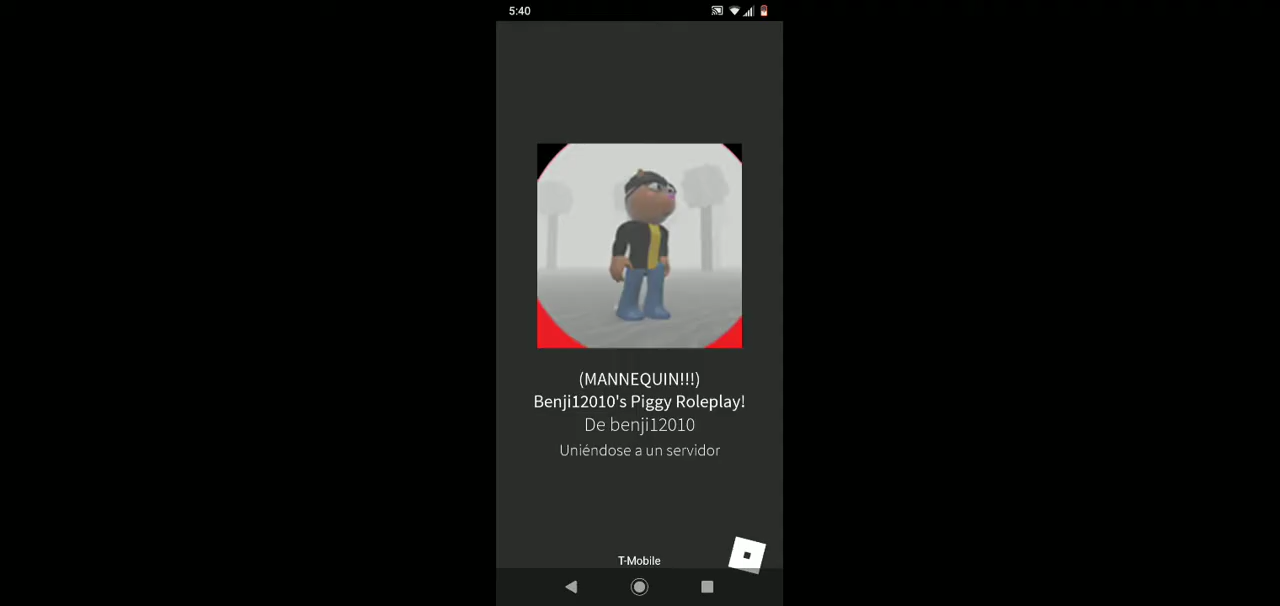 5:40
(MANNEQUIN!!!)
Benji12010's Piggy Roleplay!
De benji12010
Uniéndose a un servidor
T-Mobile